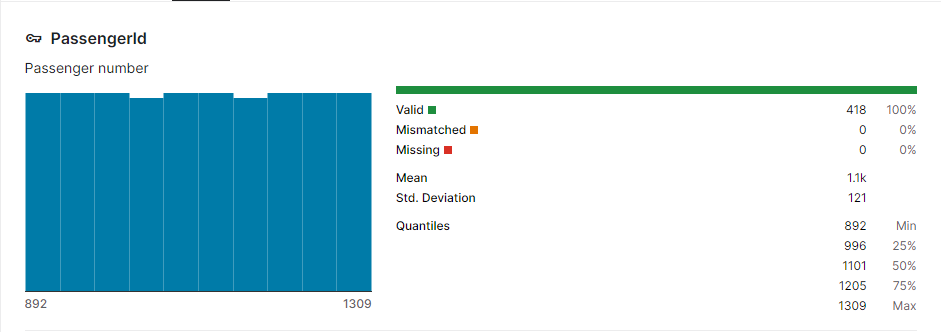 PassengerId
Passenger number
892 1309
Valid 418 100%
Mismatched 0 0%
Missing 0 0%
Mean 1.1k
Std. Deviation 121
Quantiles 892 Min
996 25%
1101 50%
1205 75%
1309 Max